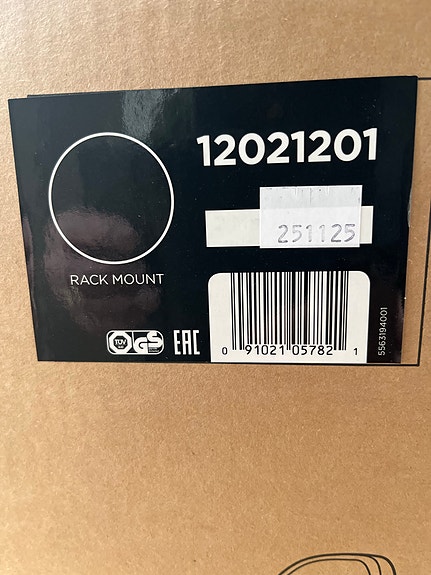 12021201
251125
RACK MOUNT
TÜV
GS
EAC
0 91021 05782 1
5563194001